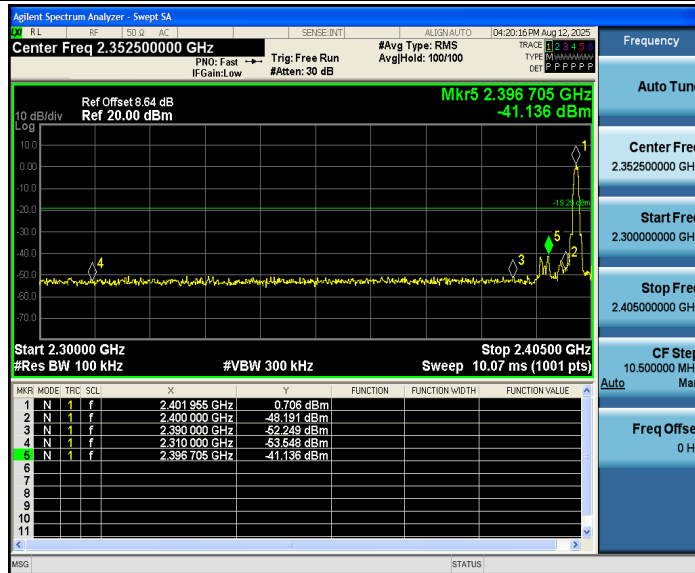 Agilent Spectrum Analyzer - Swept SA
LXI RL RF 50 Ω AC SENSE:INT ALIGN AUTO 04:20:16 PM Aug 12, 2025
Center Freq 2.352500000 GHz
PNO: Fast
IFGain:Low
Trig: Free Run
#Atten: 30 dB
#Avg Type: RMS
Avg|Hold: 100/100
TRACE 1 2 3 4 5 6
TYPE M
DET P P P P P P
Ref Offset 8.64 dB
10 dB/div Ref 20.00 dBm
Log
Mkr5 2.396 705 GHz
-41.136 dBm
10.0
0.00
-10.0
-20.0
-30.0
-40.0
-50.0
-60.0
-70.0
-19.29 dBm
1
2
3
4
5
Start 2.30000 GHz Stop 2.40500 GHz
#Res BW 100 kHz #VBW 300 kHz Sweep 10.07 ms (1001 pts)
MKR MODE TRC SCL X Y FUNCTION FUNCTION WIDTH FUNCTION VALUE
1 N 1 f 2.401 955 GHz 0.706 dBm
2 N 1 f 2.400 000 GHz -48.191 dBm
3 N 1 f 2.390 000 GHz -52.249 dBm
4 N 1 f 2.310 000 GHz -53.548 dBm
5 N 1 f 2.396 705 GHz -41.136 dBm
6
7
8
9
10
11
MSG STATUS
Frequency
Auto Tun
Center Fre
2.352500000 GH
Start Fre
2.300000000 GH
Stop Fre
2.405000000 GH
CF Step
10.500000 MH
Auto Ma
Freq Offse
0 H